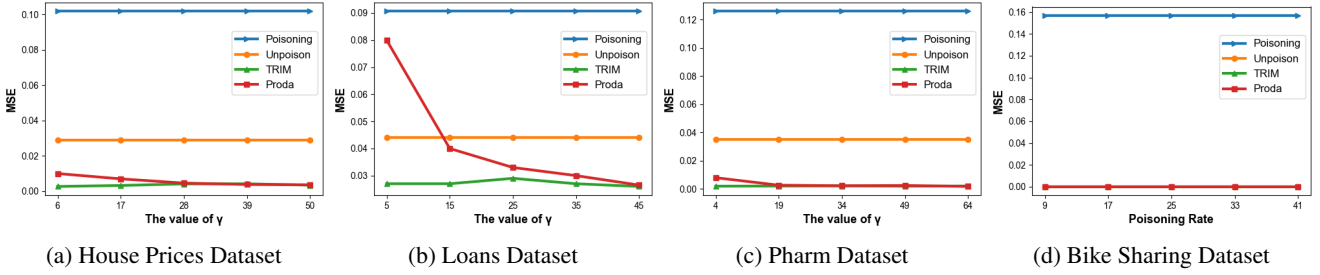 0.10
0.08
0.06
0.04
0.02
0.00
MSE
Poisoning
Unpoison
TRIM
Proda
6 17 28 39 50
The value of γ
(a) House Prices Dataset
0.09
0.08
0.07
0.06
0.05
0.04
0.03
MSE
Poisoning
Unpoison
TRIM
Proda
5 15 25 35 45
The value of γ
(b) Loans Dataset
0.12
0.10
0.08
0.06
0.04
0.02
0.00
MSE
Poisoning
Unpoison
TRIM
Proda
4 19 34 49 64
The value of γ
(c) Pharm Dataset
0.16
0.14
0.12
0.10
0.08
0.06
0.04
0.02
0.00
MSE
Poisoning
Unpoison
TRIM
Proda
9 17 25 33 41
Poisoning Rate
(d) Bike Sharing Dataset